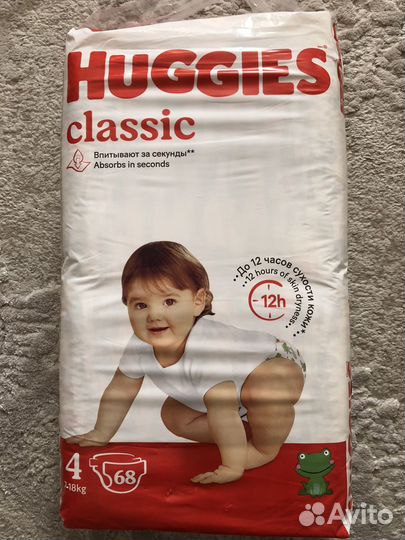 HUGGIES
classic
Впитывают за секунды**
Absorbs in seconds
До 12 часов сухости кожи*
12 hours of skin dryness
12h
4
68
-18kg
Avito